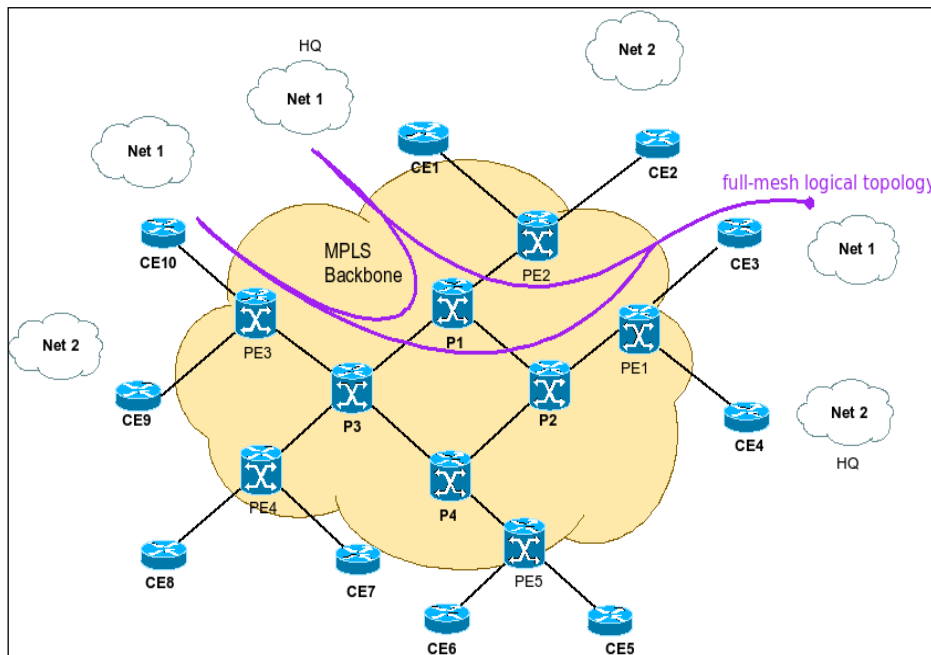 HQ
Net 2
Net 1
Net 1
CE1
CE2
full-mesh logical topology
CE10
MPLS
Backbone
PE2
CE3
Net 1
Net 2
PE3
P1
PE1
CE9
P3
P2
CE4
Net 2
HQ
PE4
P4
CE8
CE7
PE5
CE6
CE5